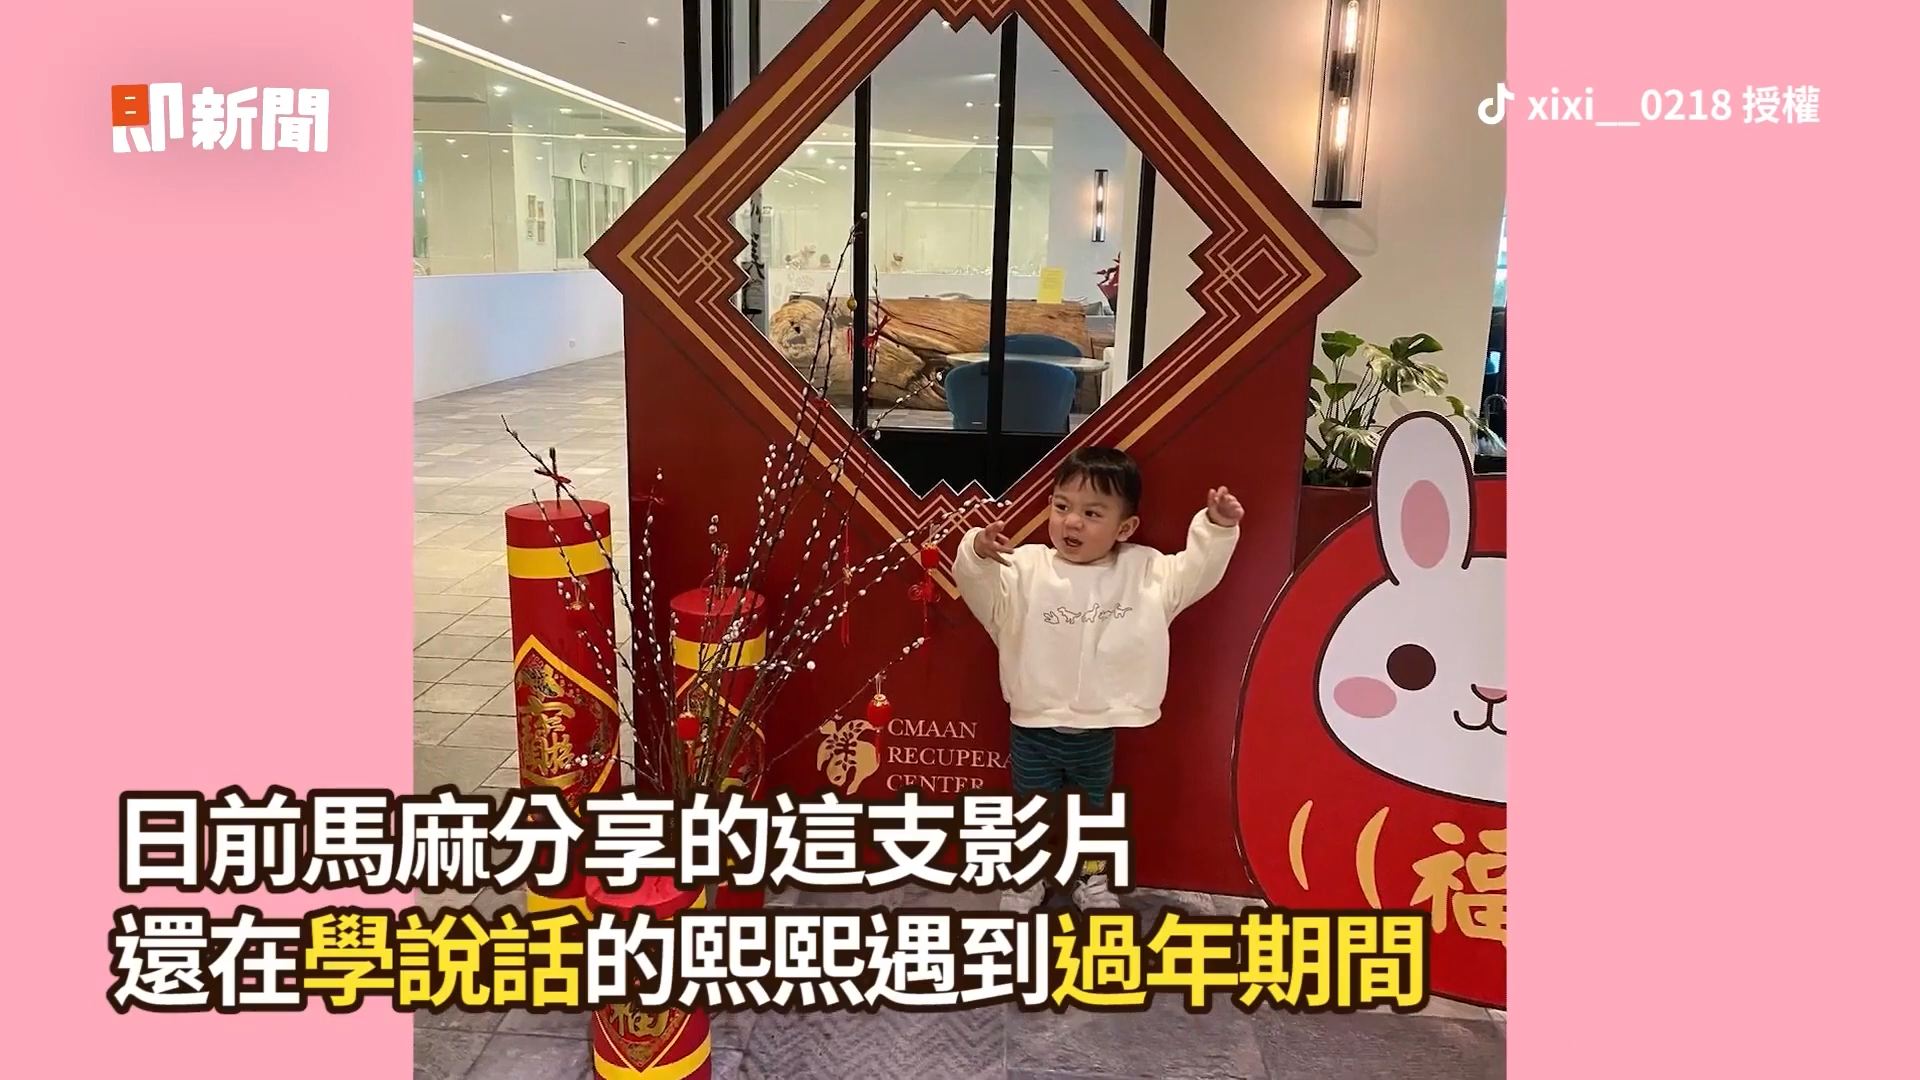 即新聞
xixi__0218 授權
CMAAN
RECUPERA
CENTER
福
日前馬麻分享的這支影片
還在學說話的熙熙遇到過年期間
福